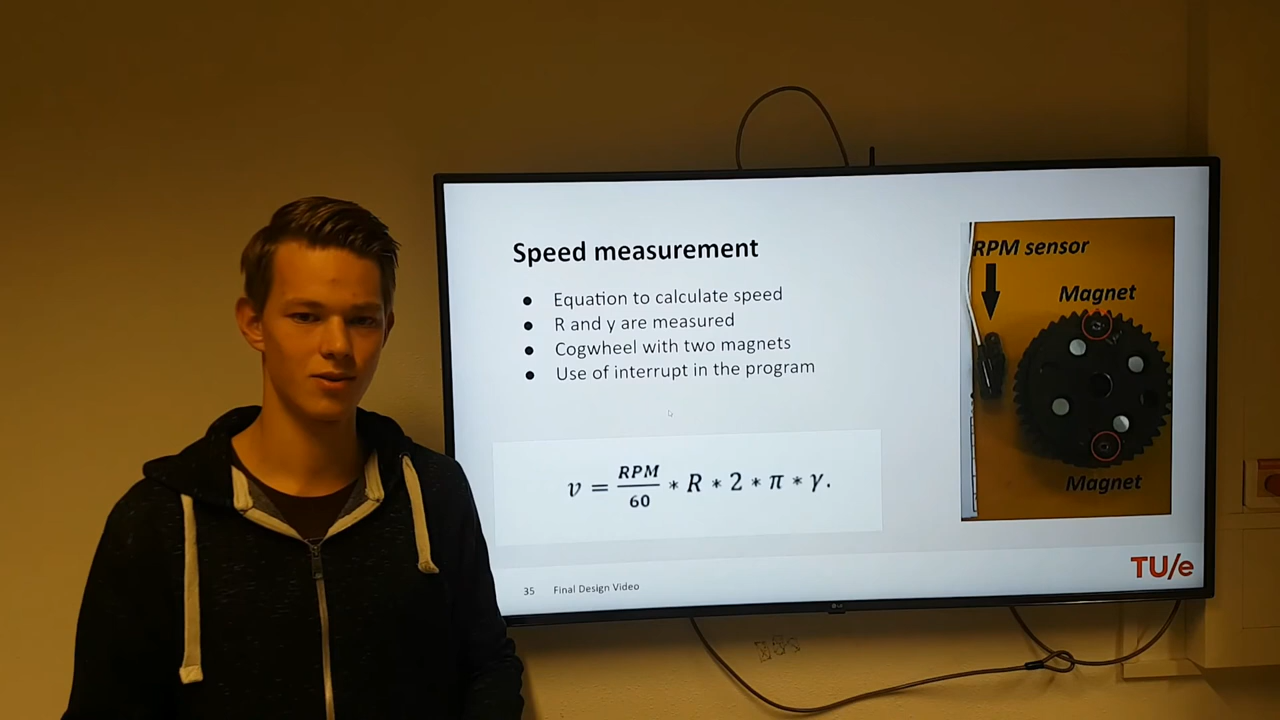 Speed measurement
● Equation to calculate speed
● R and y are measured
● Cogwheel with two magnets
● Use of interrupt in the program
v = RPM/60 * R * 2 * π * γ.
RPM sensor
Magnet
Magnet
35 Final Design Video
TU/e
LG